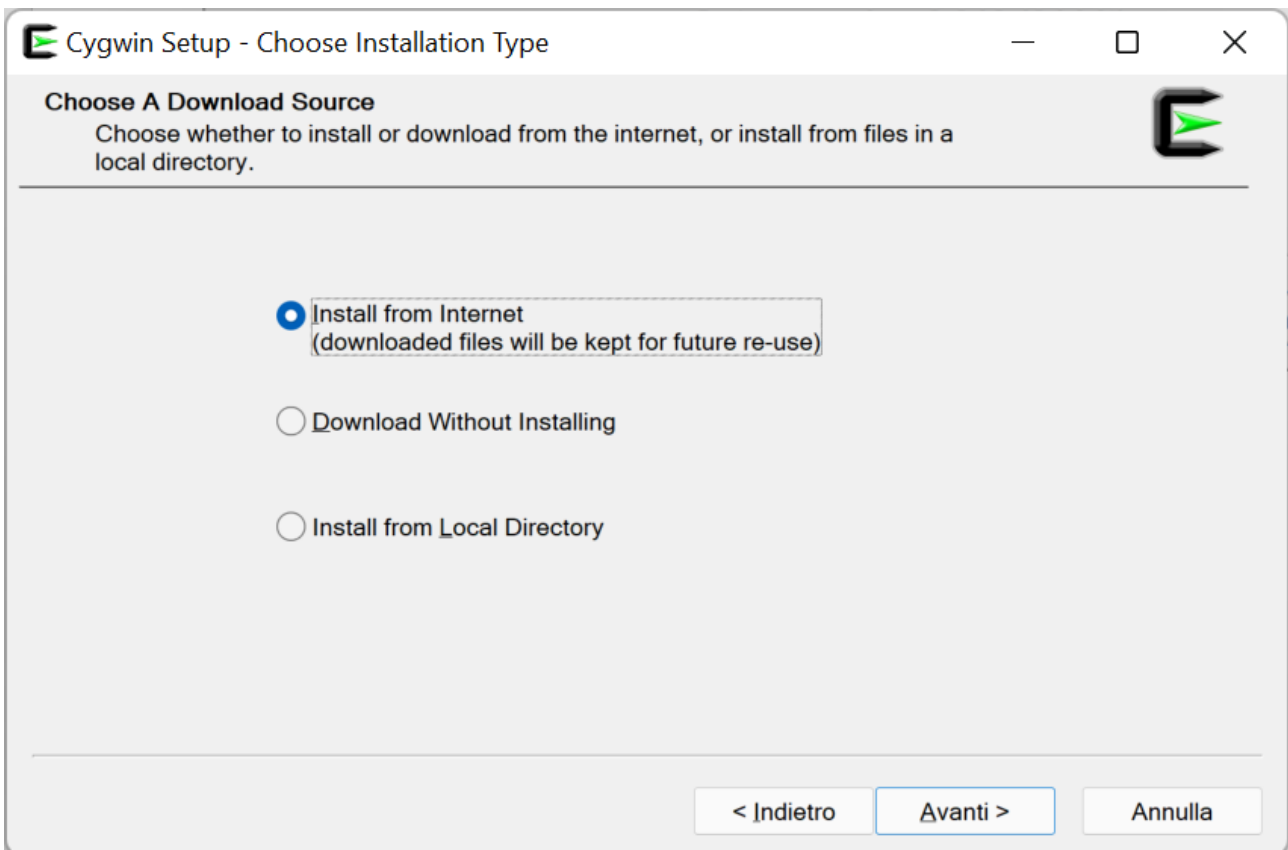 Cygwin Setup - Choose Installation Type
Choose A Download Source
Choose whether to install or download from the internet, or install from files in a
local directory.
Install from Internet
(downloaded files will be kept for future re-use)
Download Without Installing
Install from Local Directory
< Indietro
Avanti >
Annulla